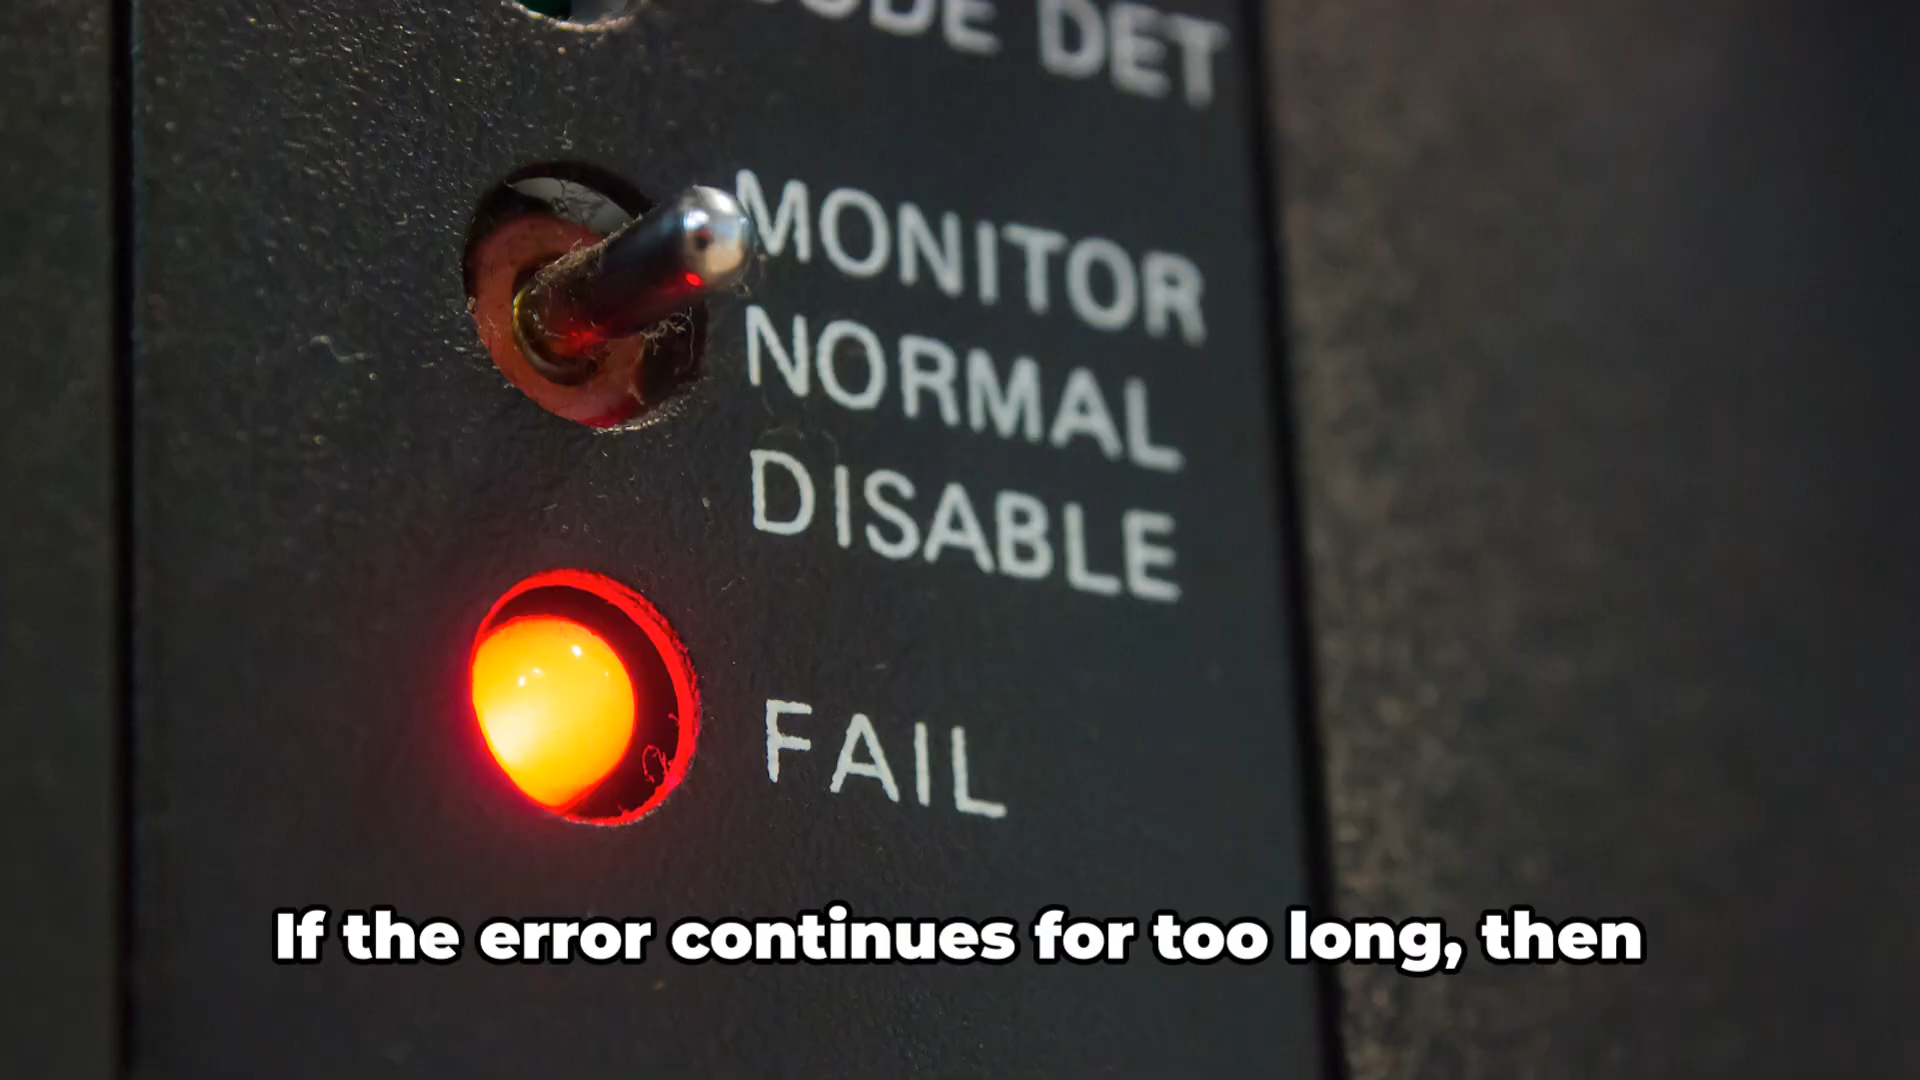 DET
MONITOR
NORMAL
DISABLE
FAIL
If the error continues for too long, then